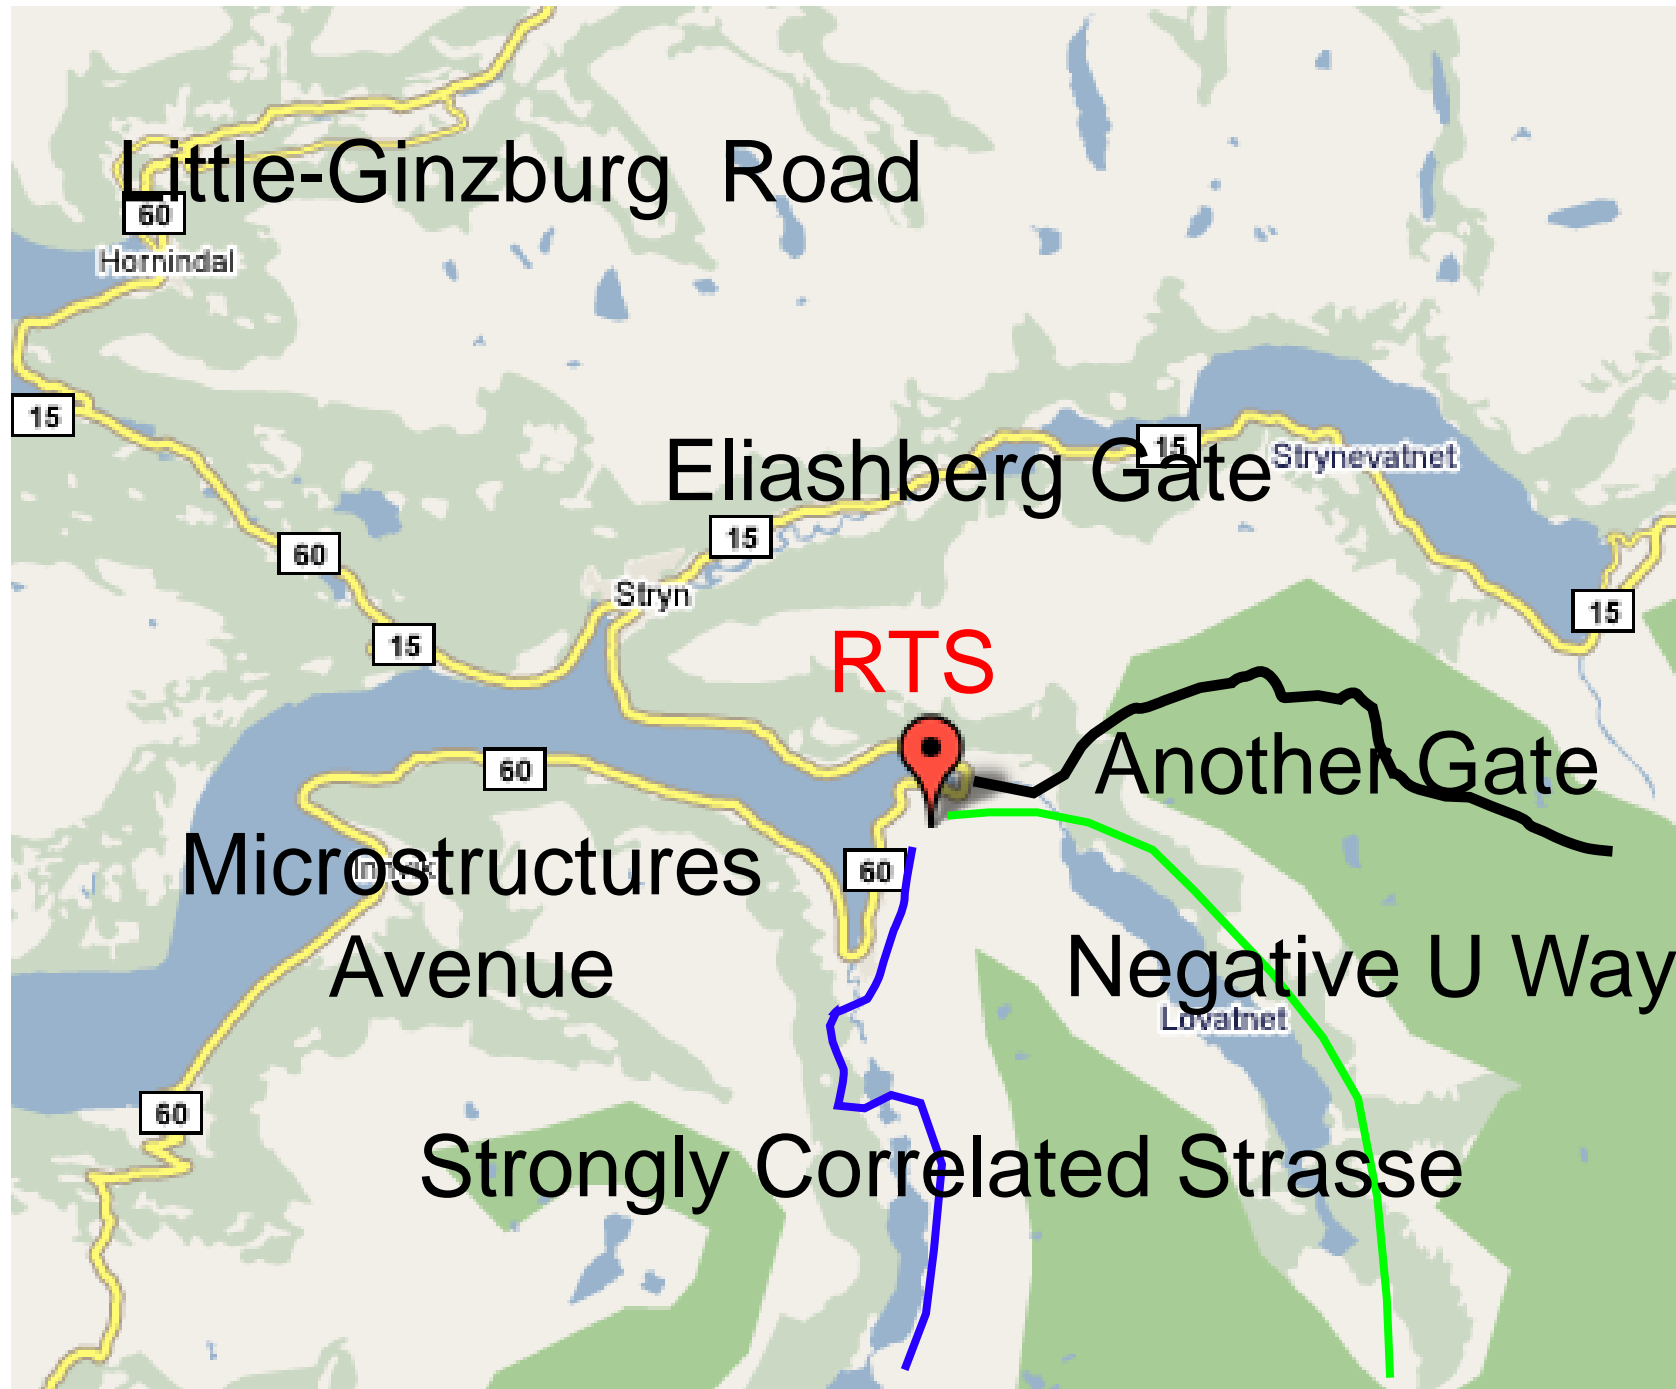 Little-Ginzburg Road
60
Hornindal
15
Eliashberg Gate
15
Strynevatnet
15
60
Stryn
15
15
RTS
Another Gate
60
Microstructures
Innvik
60
Avenue
Negative U Way
Lovatnet
60
Strongly Correlated Strasse